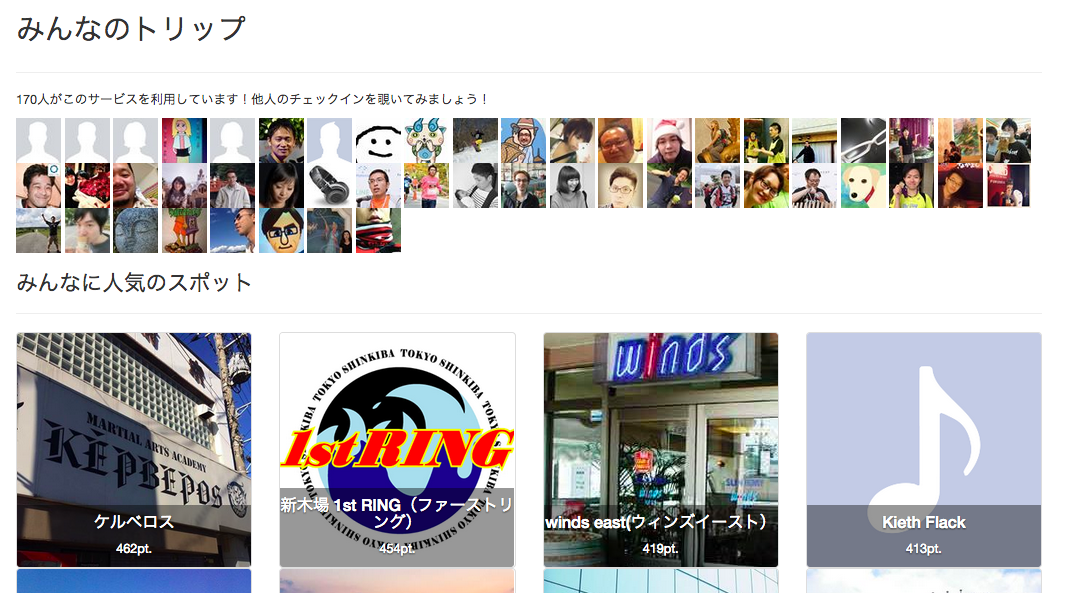 みんなのトリップ
170人がこのサービスを利用しています！他人のチェックインを覗いてみましょう！
みんなに人気のスポット
MARTIAL ARTS ACADEMY
KEPBEPOS
ケルベロス
462pt.
TOKYO SHINKIBA TOKYO SHINKIBA TOKYO SHINKIBA TOKYO SHINKIBA
1stRING
新木場 1st RING（ファーストリ
ング）
454pt.
winds
winds east(ウィンズイースト）
419pt.
Kieth Flack
413pt.